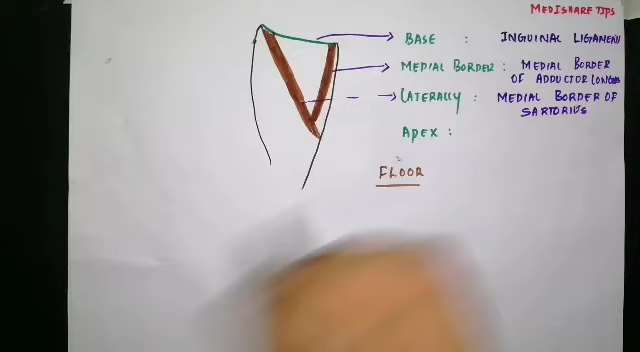 MEDISHARE TIPS
BASE : INGUINAL LIGAMENT
MEDIAL BORDER : MEDIAL BORDER
OF ADDUCTOR LONGUS
LATERALLY : MEDIAL BORDER OF
SARTORIUS
APEX :
FLOOR